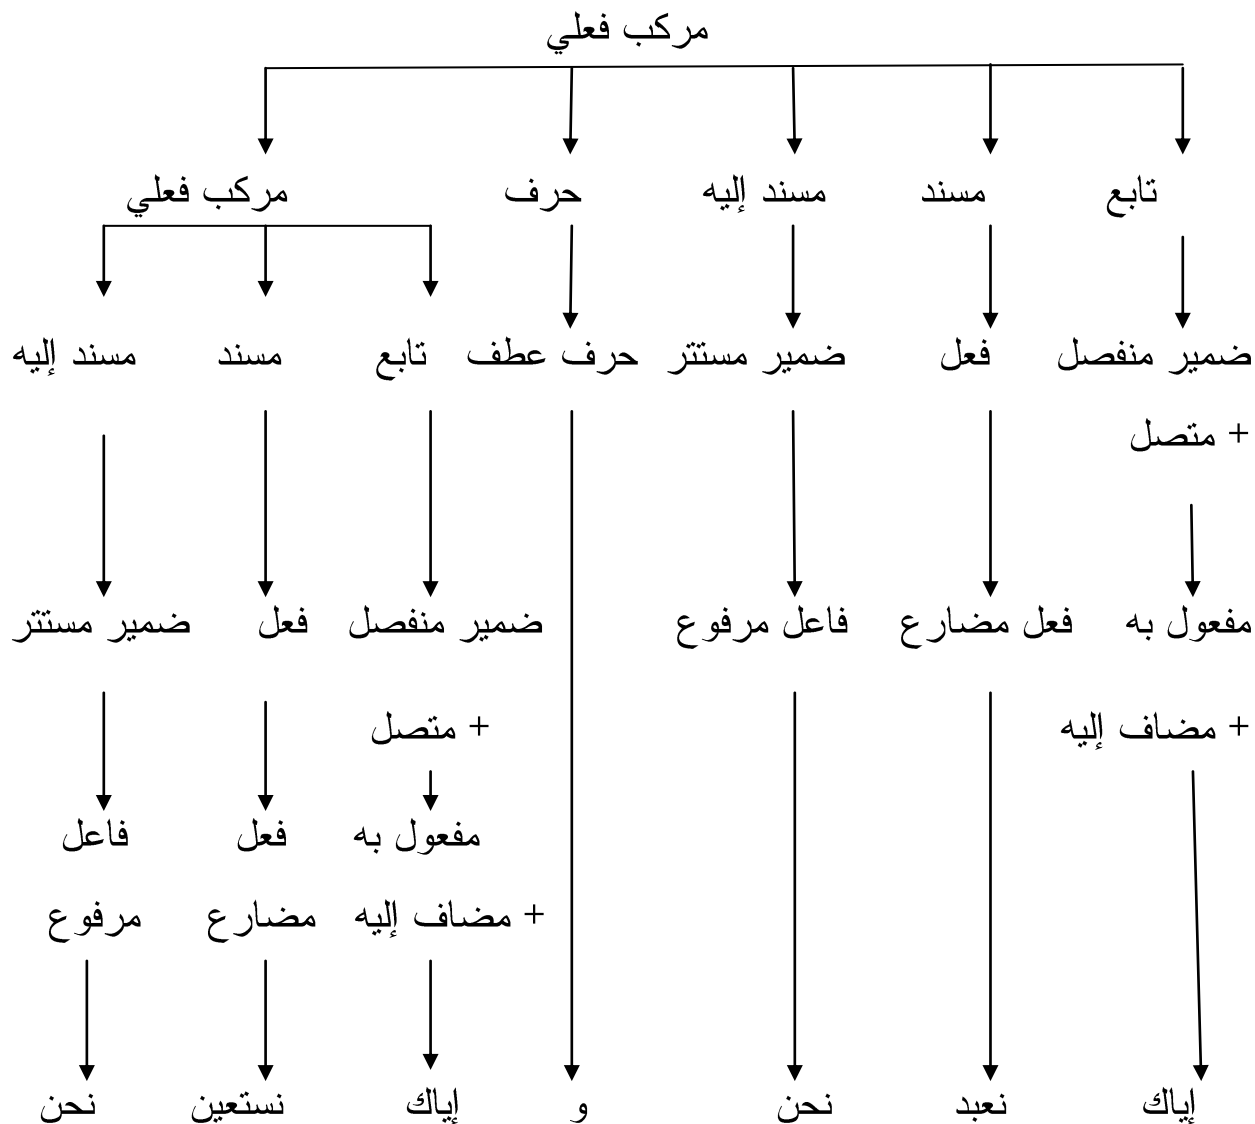 مركب فعلي
تابع مسند مسند إليه حرف مركب فعلي
ضمير منفصل فعل ضمير مستتر حرف عطف تابع مسند مسند إليه
+ متصل
مفعول به فعل مضارع فاعل مرفوع ضمير منفصل فعل ضمير مستتر
+ مضاف إليه + متصل
مفعول به فعل فاعل
+ مضاف إليه مضارع مرفوع
إياك نعبد نحن و إياك نستعين نحن